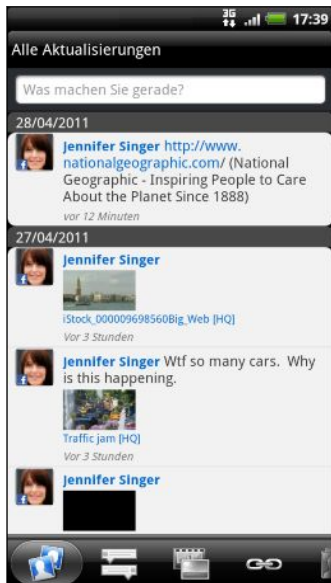 3G 17:39
Alle Aktualisierungen
Was machen Sie gerade?
28/04/2011
Jennifer Singer http://www.
nationalgeographic.com/ (National
Geographic - Inspiring People to Care
About the Planet Since 1888)
vor 12 Minuten
27/04/2011
Jennifer Singer
iStock_000009698560Big_Web [HQ]
Vor 3 Stunden
Jennifer Singer Wtf so many cars. Why
is this happening.
Traffic jam [HQ]
Vor 3 Stunden
Jennifer Singer